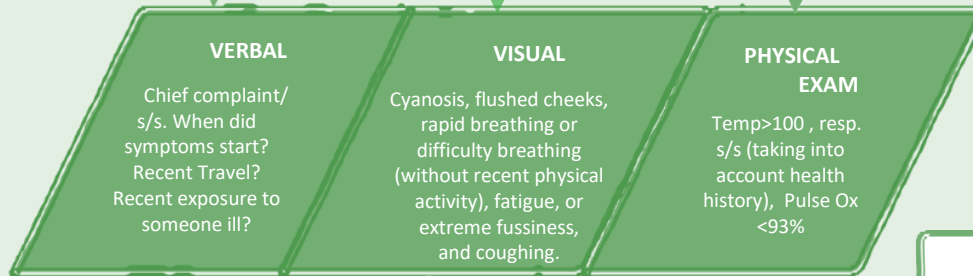 VERBAL
Chief complaint/
s/s. When did
symptoms start?
Recent Travel?
Recent exposure to
someone ill?
VISUAL
Cyanosis, flushed cheeks,
rapid breathing or
difficulty breathing
(without recent physical
activity), fatigue, or
extreme fussiness,
and coughing.
PHYSICAL
EXAM
Temp>100 , resp.
s/s (taking into
account health
history), Pulse Ox
<93%